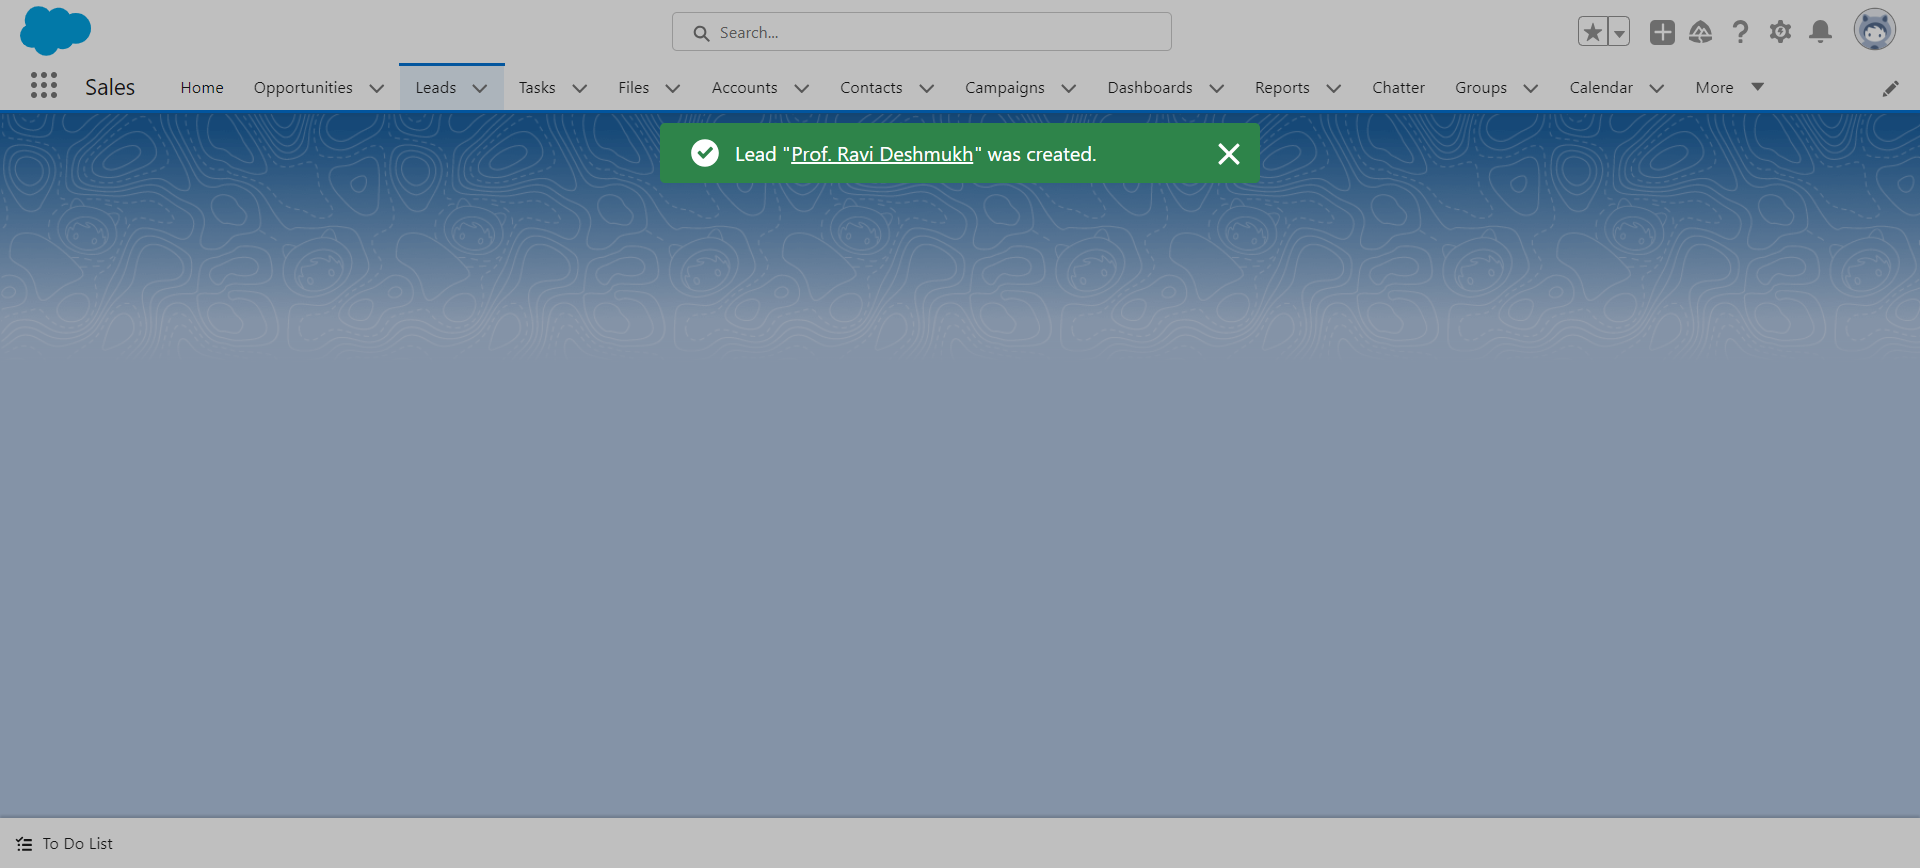 Search...
Sales
Home
Opportunities
Leads
Tasks
Files
Accounts
Contacts
Campaigns
Dashboards
Reports
Chatter
Groups
Calendar
More
Lead "Prof. Ravi Deshmukh" was created.
To Do List